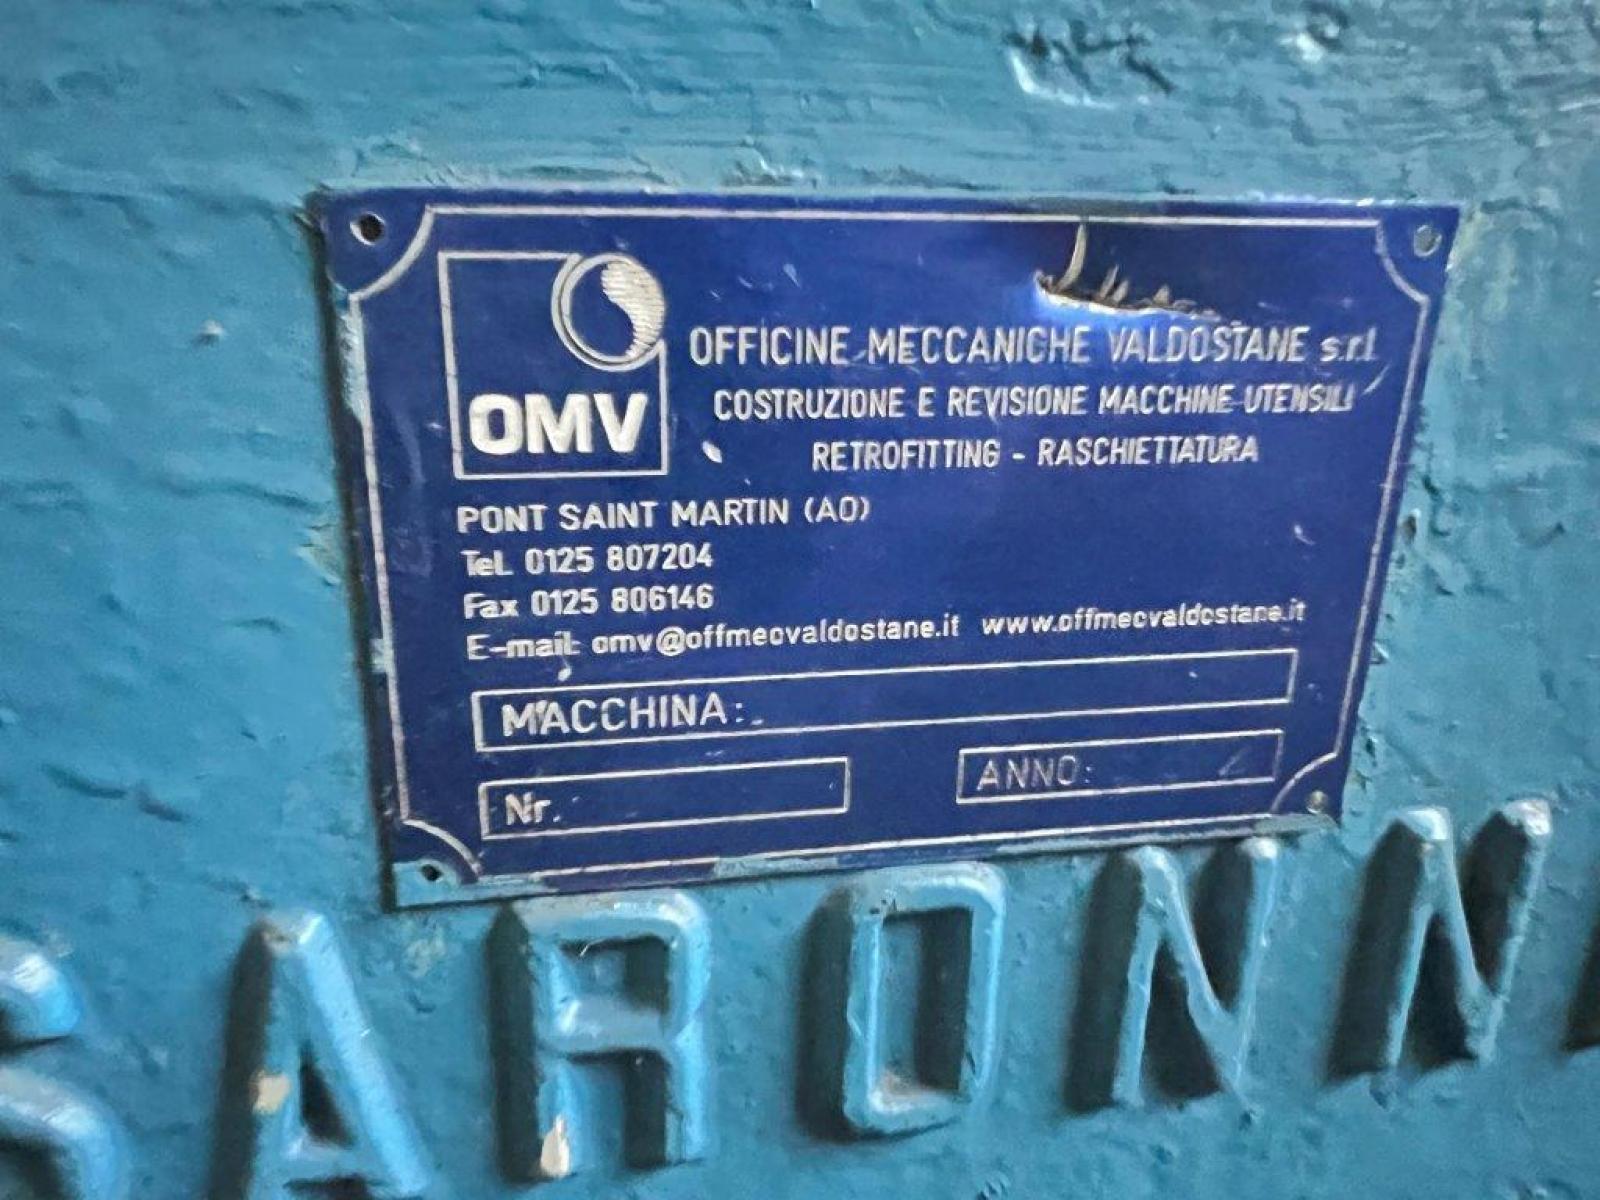 OMV
OFFICINE MECCANICHE VALDOSTANE s.r.l.
COSTRUZIONE E REVISIONE MACCHINE UTENSILI
RETROFITTING - RASCHIETTATURA
PONT SAINT MARTIN (AO)
Tel. 0125 807204
Fax 0125 806146
E-mail: omv@offmecvaldostane.it www.offmecvaldostane.it
MACCHINA:
Nr.
ANNO:
SARONN